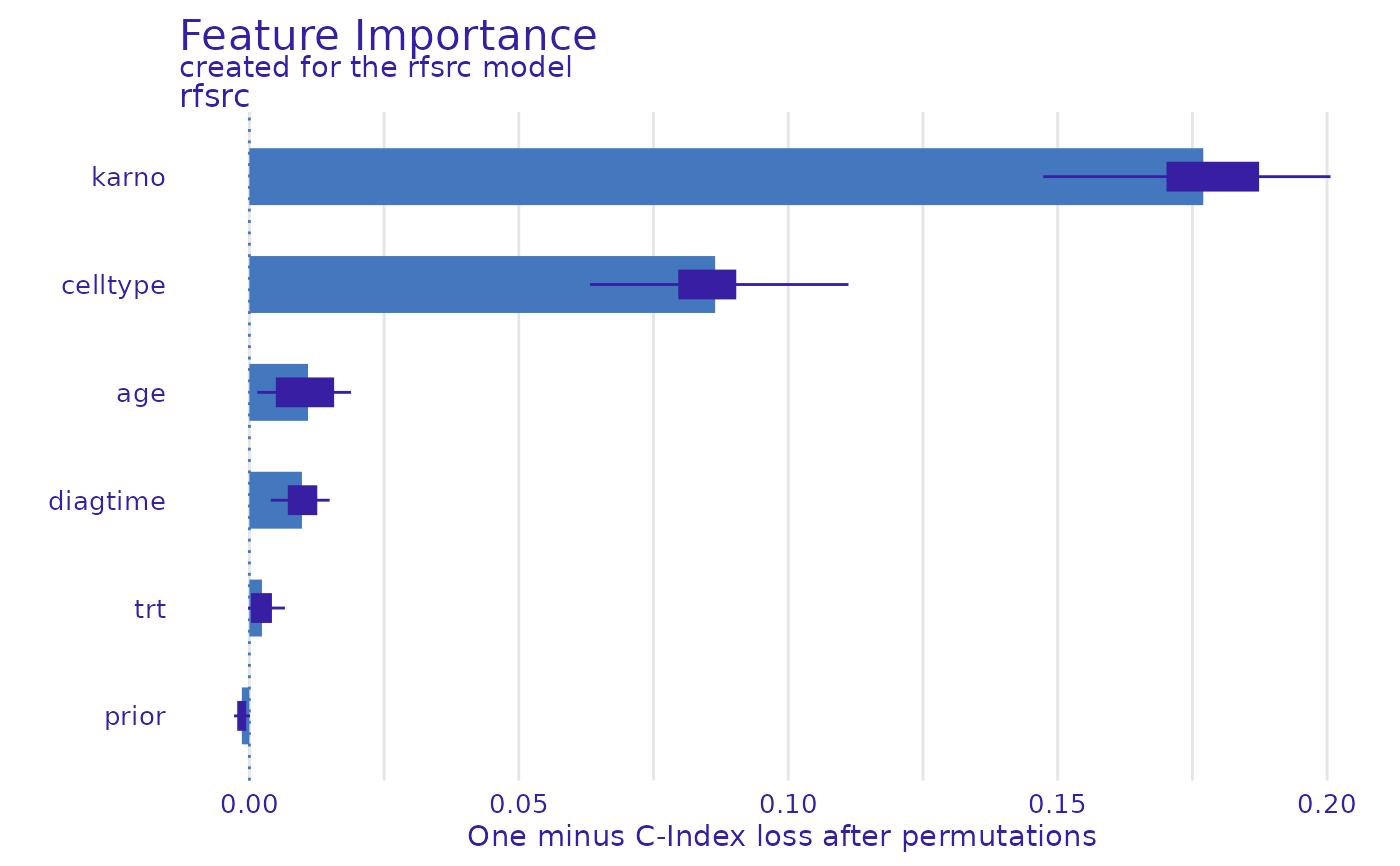 Feature Importance
created for the rfsrc model
rfsrc
karno
celltype
age
diagtime
trt
prior
0.00 0.05 0.10 0.15 0.20
One minus C-Index loss after permutations